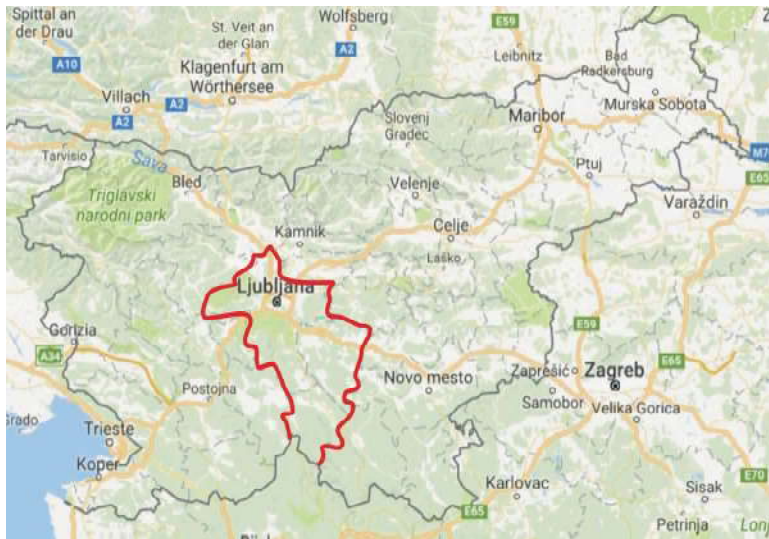 Spittal an
der Drau
Wolfsberg
E59
St. Veit an
der Glan
A2
Leibnitz
Bad
Radkersburg
A10
Klagenfurt am
Wörthersee
Villach
A2
A2
Murska Sobota
Slovenj
Gradec
Maribor
Tarvisio
Sava
M7
Bled
Ptuj
E65
Triglavski
narodni park
Velenje
E65
Varaždin
Kamnik
Celje
Laško
Ljubljana
E59
Gorizia
A34
E65
Postojna
Novo mesto
Zaprešić
Zagreb
Samobor
Velika Gorica
Grado
Trieste
Koper
E70
Karlovac
Sisak
E65
Petrinja